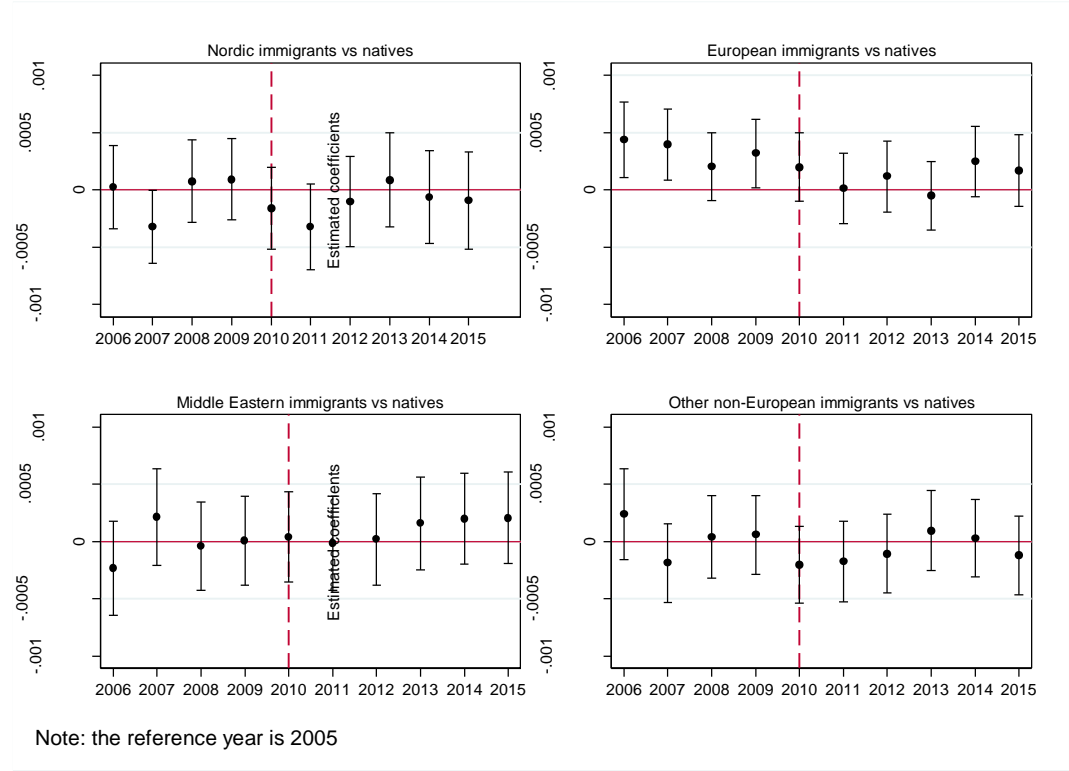 Nordic immigrants vs natives
.001
.0005
0
-.0005
-.001
Estimated coefficients
2006 2007 2008 2009 2010 2011 2012 2013 2014 2015
European immigrants vs natives
.001
.0005
0
-.0005
-.001
2006 2007 2008 2009 2010 2011 2012 2013 2014 2015
Middle Eastern immigrants vs natives
.001
.0005
0
-.0005
-.001
Estimated coefficients
2006 2007 2008 2009 2010 2011 2012 2013 2014 2015
Other non-European immigrants vs natives
.001
.0005
0
-.0005
-.001
2006 2007 2008 2009 2010 2011 2012 2013 2014 2015
Note: the reference year is 2005